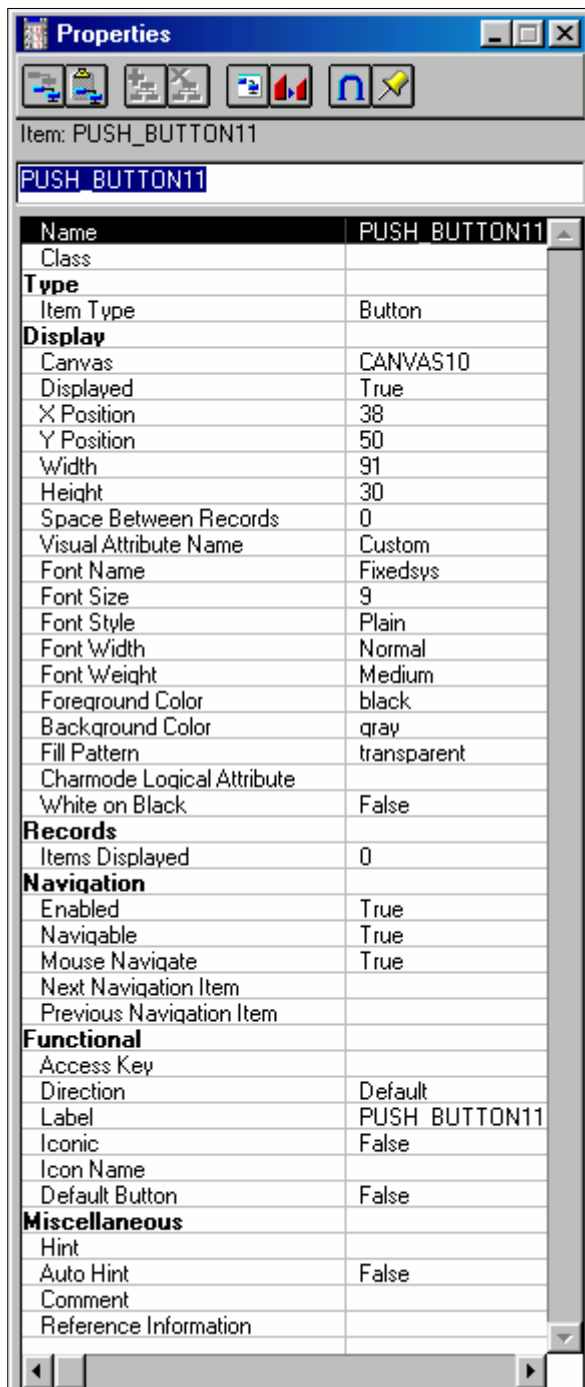 Properties
Item: PUSH_BUTTON11
PUSH_BUTTON11
Name PUSH_BUTTON11
Class
Type
Item Type Button
Display
Canvas CANVAS10
Displayed True
X Position 38
Y Position 50
Width 91
Height 30
Space Between Records 0
Visual Attribute Name Custom
Font Name Fixedsys
Font Size 9
Font Style Plain
Font Width Normal
Font Weight Medium
Foreground Color black
Background Color gray
Fill Pattern transparent
Charmode Logical Attribute
White on Black False
Records
Items Displayed 0
Navigation
Enabled True
Navigable True
Mouse Navigate True
Next Navigation Item
Previous Navigation Item
Functional
Access Key
Direction Default
Label PUSH_BUTTON11
Iconic False
Icon Name
Default Button False
Miscellaneous
Hint
Auto Hint False
Comment
Reference Information